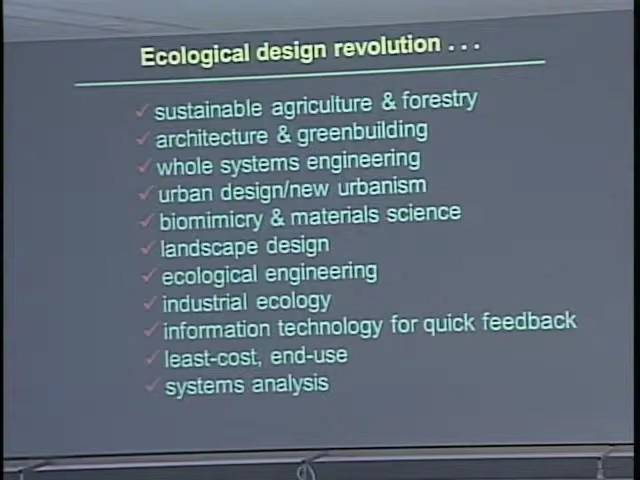 Ecological design revolution . . .
✓ sustainable agriculture & forestry
✓ architecture & greenbuilding
✓ whole systems engineering
✓ urban design/new urbanism
✓ biomimicry & materials science
✓ landscape design
✓ ecological engineering
✓ industrial ecology
✓ information technology for quick feedback
✓ least-cost, end-use
✓ systems analysis